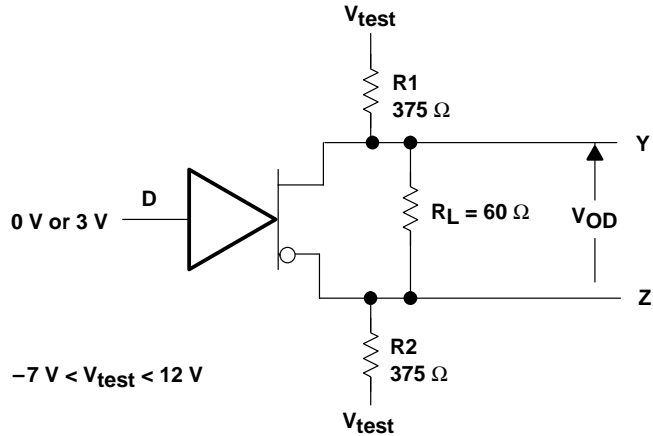 Vtest
R1
375 Ω
Y
D
0 V or 3 V
RL = 60 Ω
VOD
Z
R2
375 Ω
−7 V < Vtest < 12 V
Vtest